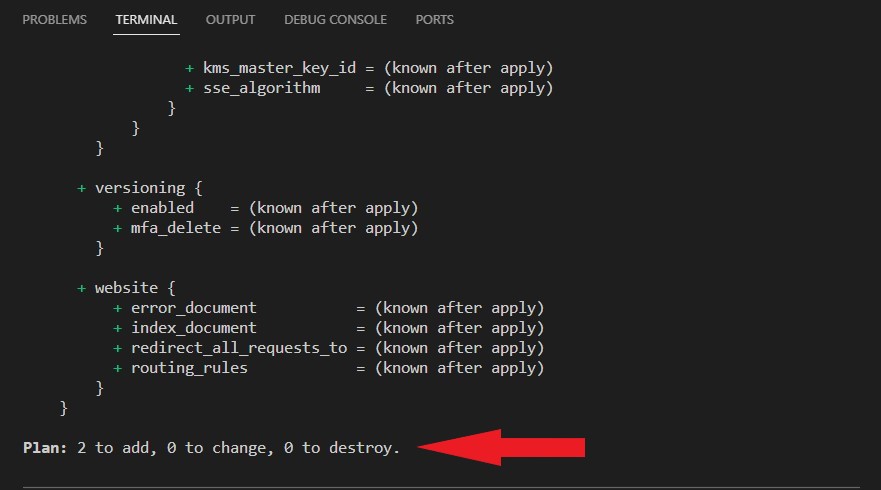 PROBLEMS TERMINAL OUTPUT DEBUG CONSOLE PORTS
+ kms_master_key_id = (known after apply)
+ sse_algorithm     = (known after apply)
}
}
}
+ versioning {
+ enabled    = (known after apply)
+ mfa_delete = (known after apply)
}
+ website {
+ error_document           = (known after apply)
+ index_document           = (known after apply)
+ redirect_all_requests_to = (known after apply)
+ routing_rules            = (known after apply)
}
}
Plan: 2 to add, 0 to change, 0 to destroy.